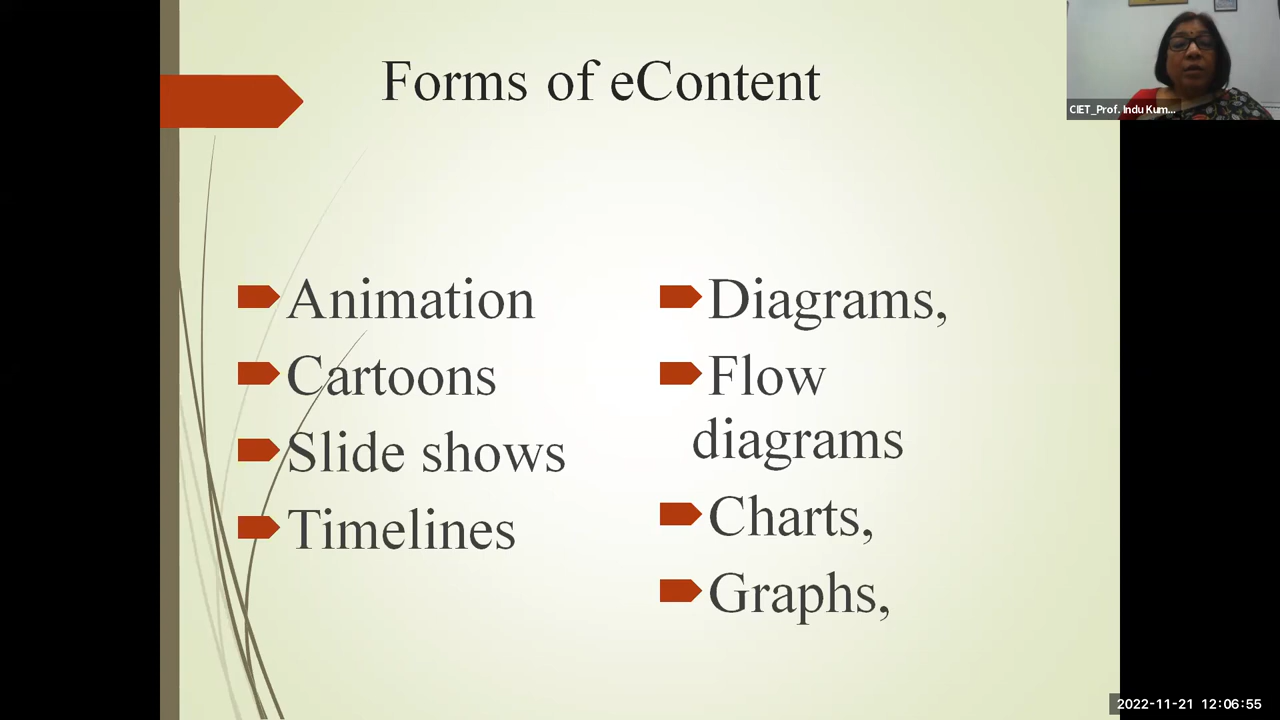 Forms of eContent
CIET_Prof. Indu Kum...
Animation
Cartoons
Slide shows
Timelines
Diagrams,
Flow
diagrams
Charts,
Graphs,
2022-11-21 12:06:55